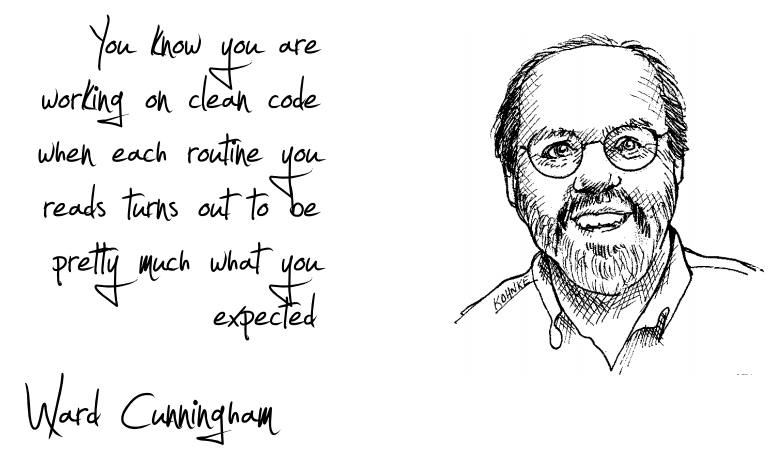 You know you are
working on clean code
when each routine you
reads turns out to be
pretty much what you
expected
Ward Cunningham
KOHNKE